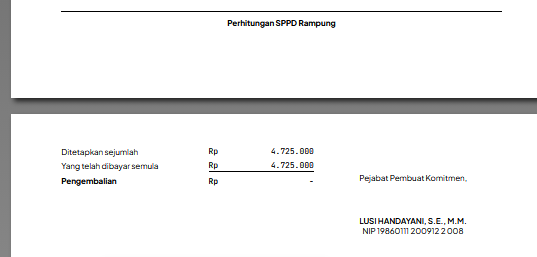 Perhitungan SPPD Rampung
Ditetapkan sejumlah Rp 4.725.000
Yang telah dibayar semula Rp 4.725.000
Pengembalian Rp -
Pejabat Pembuat Komitmen,
LUSI HANDAYANI, S.E., M.M.
NIP 19860111 200912 2 008